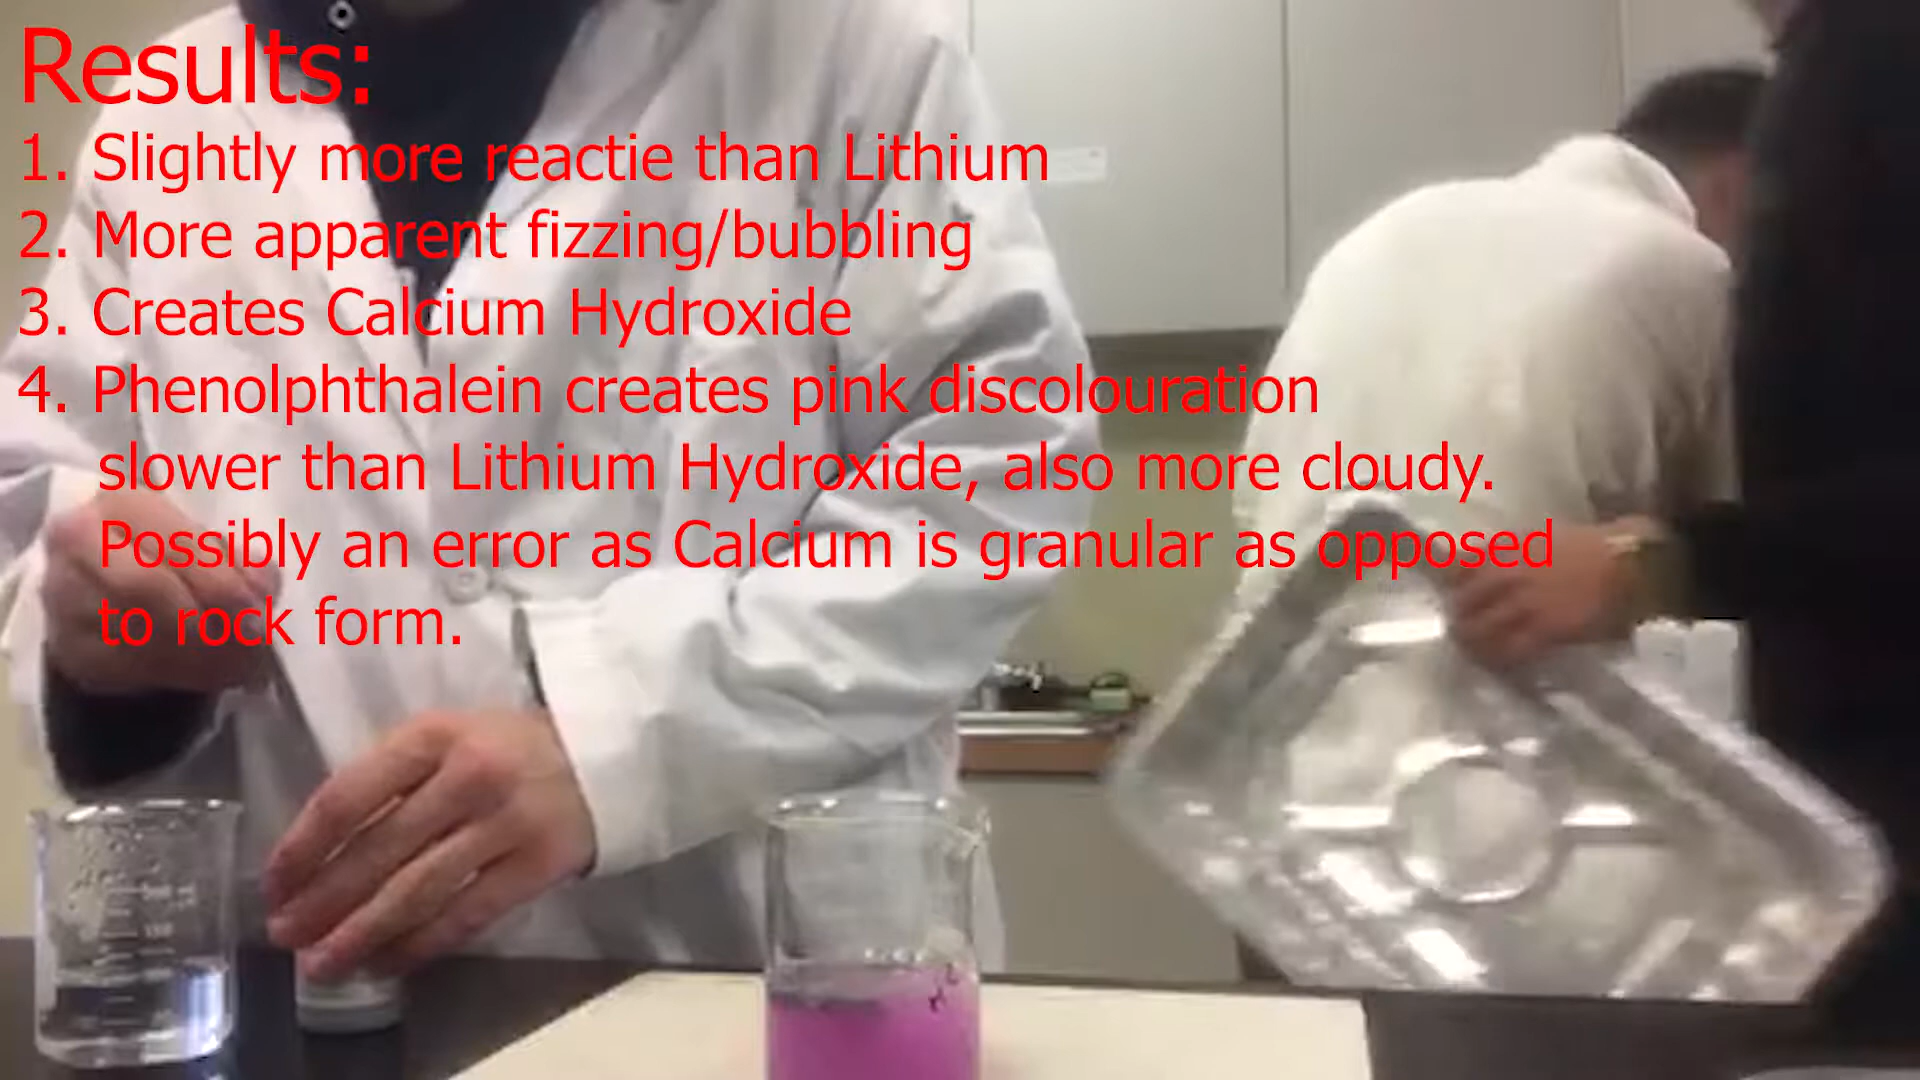 Results:
1. Slightly more reactie than Lithium
2. More apparent fizzing/bubbling
3. Creates Calcium Hydroxide
4. Phenolphthalein creates pink discolouration
slower than Lithium Hydroxide, also more cloudy.
Possibly an error as Calcium is granular as opposed
to rock form.